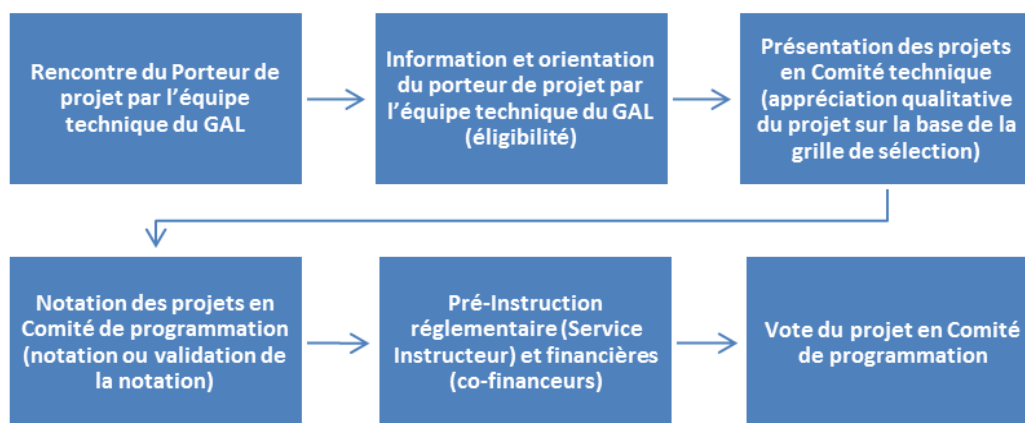 Rencontre du Porteur de
projet par l’équipe
technique du GAL
Information et orientation
du porteur de projet par
l’équipe technique du GAL
(éligibilité)
Présentation des projets
en Comité technique
(appréciation qualitative
du projet sur la base de la
grille de sélection)
Notation des projets en
Comité de programmation
(notation ou validation de
la notation)
Pré-Instruction
réglementaire (Service
Instructeur) et financières
(co-financeurs)
Vote du projet en Comité
de programmation